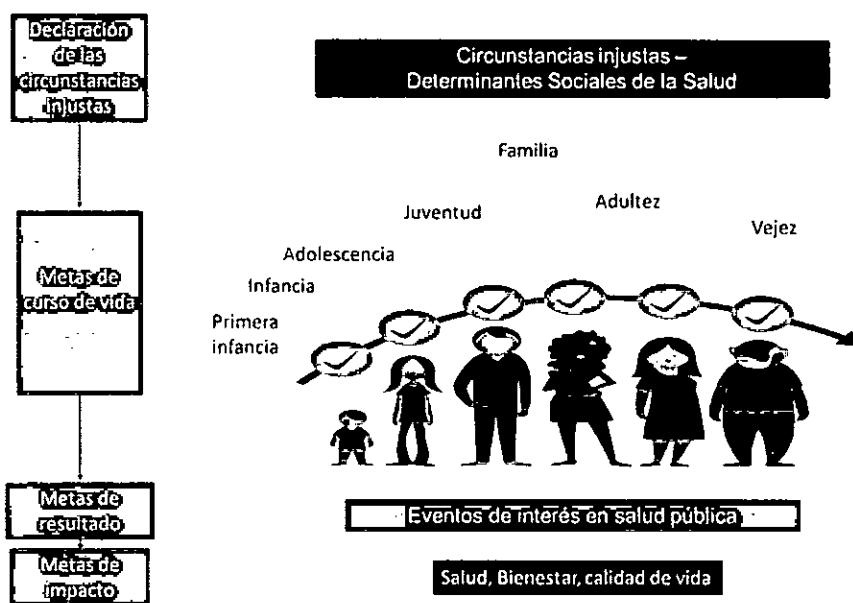 Declaración
de las
circunstancias
injustas
Circunstancias injustas –
Determinantes Sociales de la Salud
Familia
Juventud
Adultez
Vejez
Adolescencia
Infancia
Primera
infancia
Metas de
curso de vida
Metas de
resultado
Eventos de interés en salud pública
Metas de
impacto
Salud, Bienestar, calidad de vida